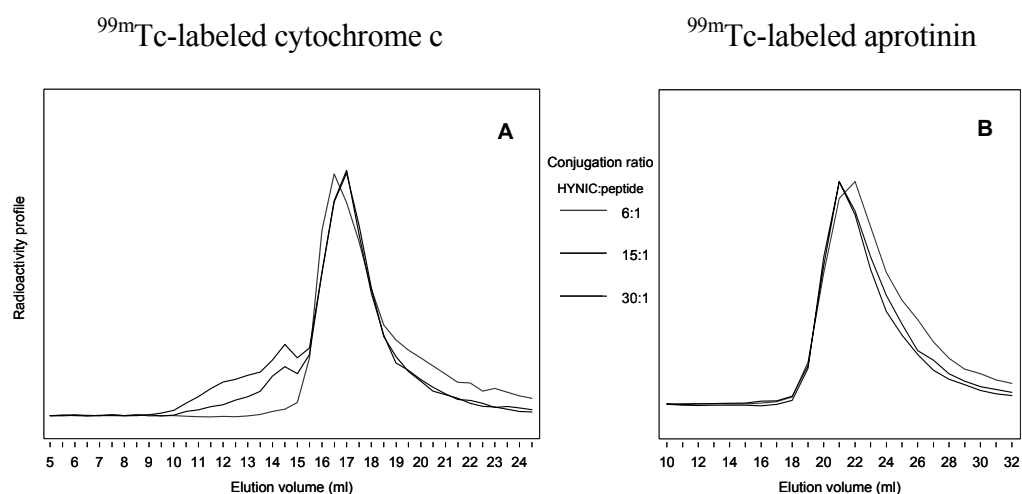 99mTc-labeled cytochrome c
99mTc-labeled aprotinin
A
B
Radioactivity profile
Conjugation ratio
HYNIC:peptide
6:1
15:1
30:1
5 6 7 8 9 10 11 12 13 14 15 16 17 18 19 20 21 22 23 24
Elution volume (ml)
10 12 14 16 18 20 22 24 26 28 30 32
Elution volume (ml)